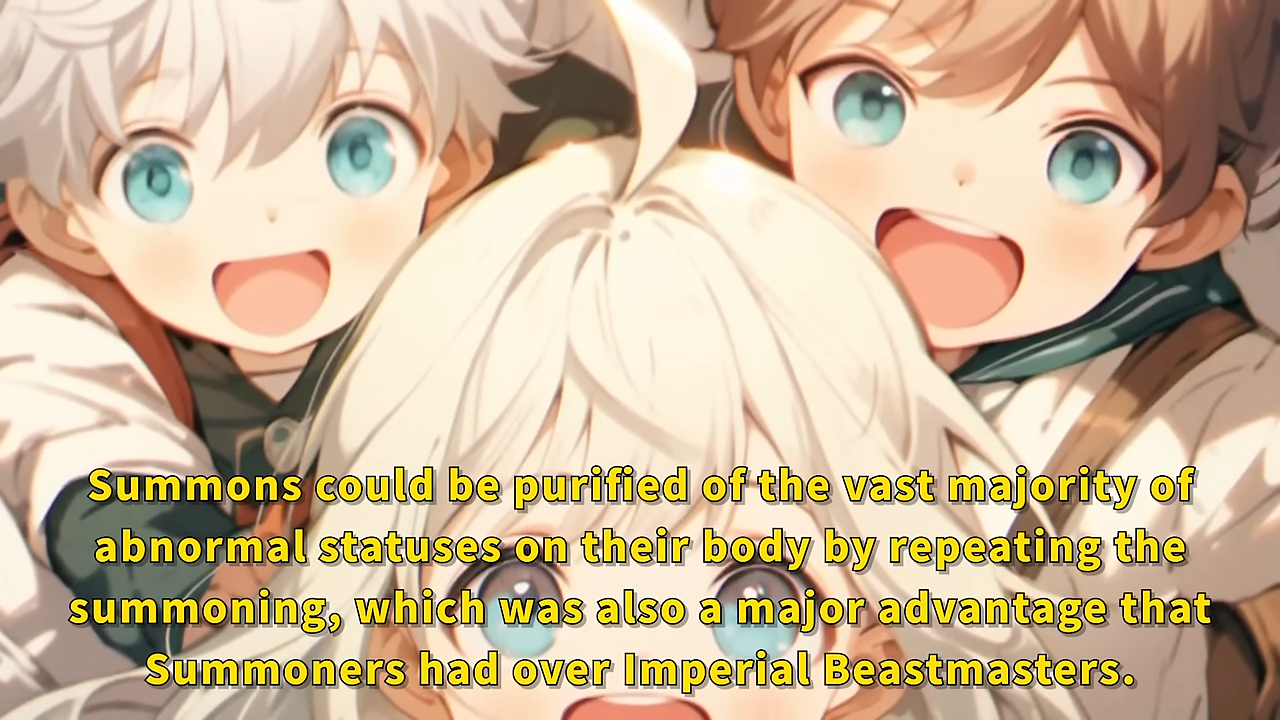 Summons could be purified of the vast majority of
abnormal statuses on their body by repeating the
summoning, which was also a major advantage that
Summoners had over Imperial Beastmasters.